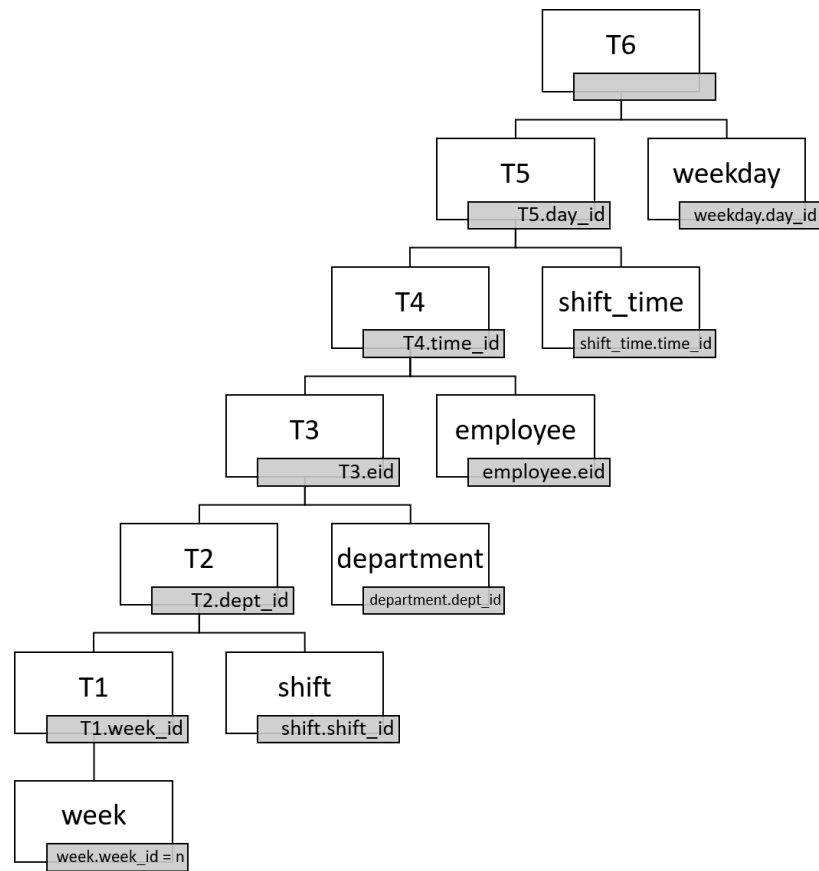 T6
T5
T5.day_id
weekday
weekday.day_id
T4
T4.time_id
shift_time
shift_time.time_id
T3
T3.eid
employee
employee.eid
T2
T2.dept_id
department
department.dept_id
T1
T1.week_id
shift
shift.shift_id
week
week.week_id = n